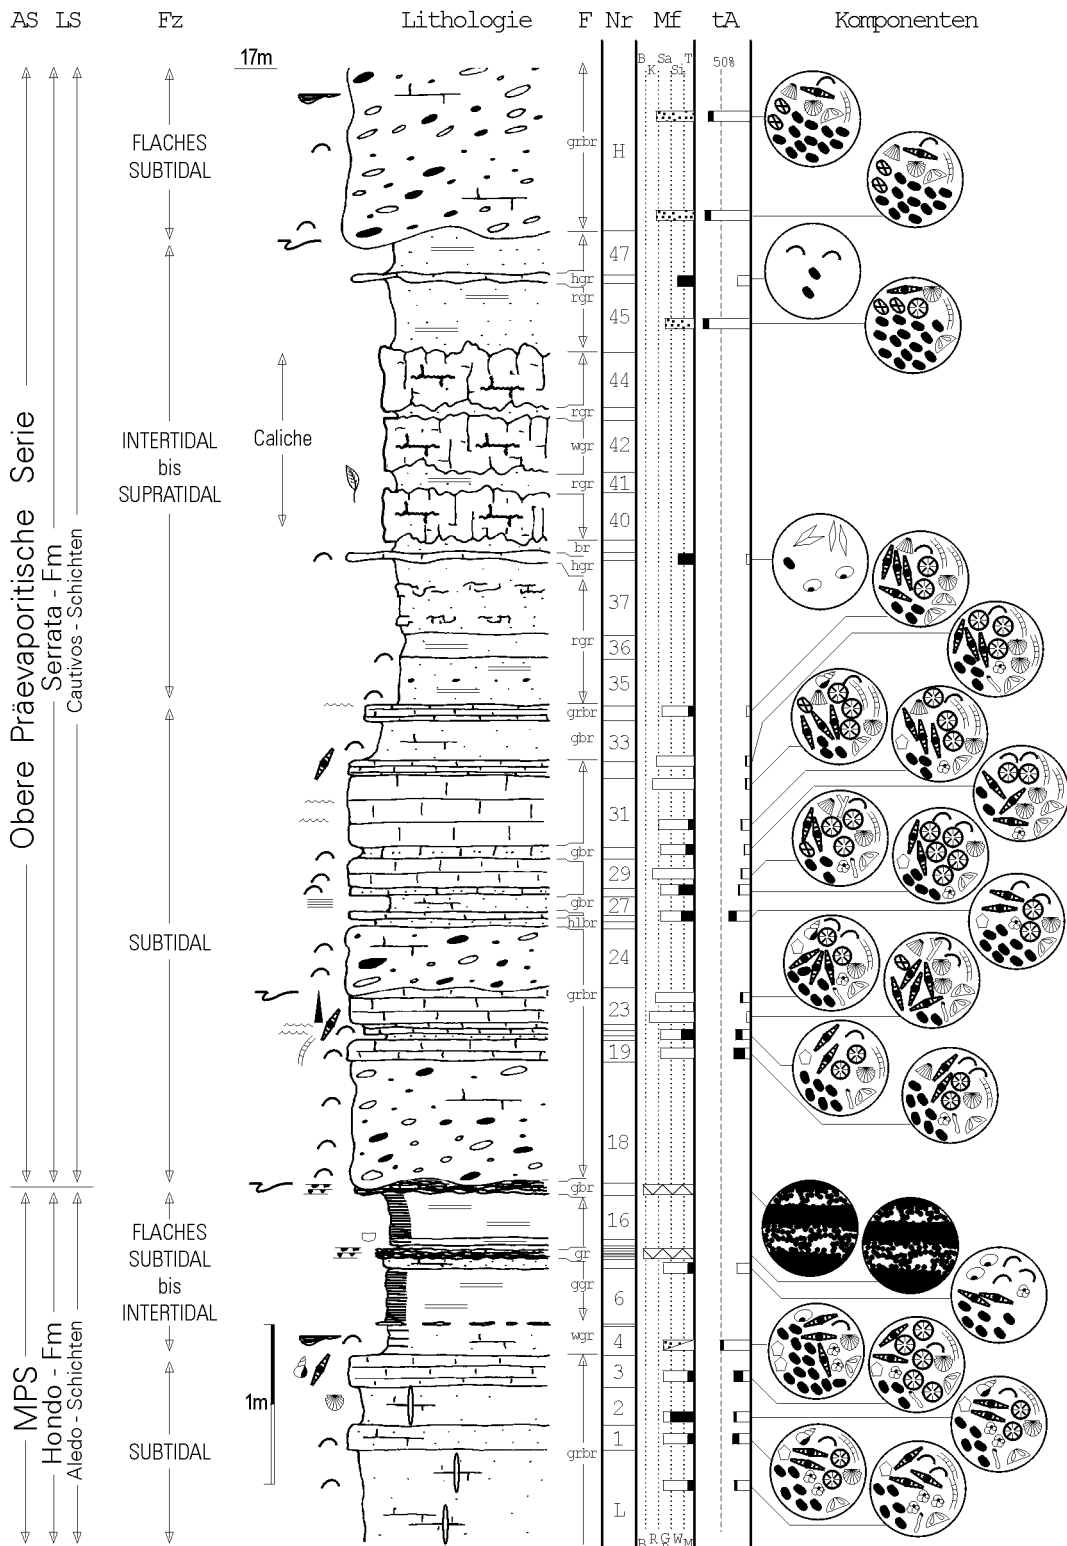 AS LS Fz Lithologie F Nr Mf tA Komponenten
17m
B K Sa Si T
50%
FLACHES
SUBTIDAL
grbr
H
47
hgr
rgr
45
44
rgr
Caliche
INTERTIDAL
bis
SUPRATIDAL
wgr
42
rgr
41
40
br
hgr
37
rgr
36
35
grbr
gbr
33
31
gbr
29
gbr
27
hlbr
SUBTIDAL
24
grbr
23
19
18
gbr
16
gr
FLACHES
SUBTIDAL
bis
INTERTIDAL
ggr
6
wgr
4
3
1m
2
1
SUBTIDAL
grbr
L
R G W
Obere Präevaporitische Serie
Serrata - Fm
Cautivos - Schichten
MPS
Hondo - Fm
Aledo - Schichten